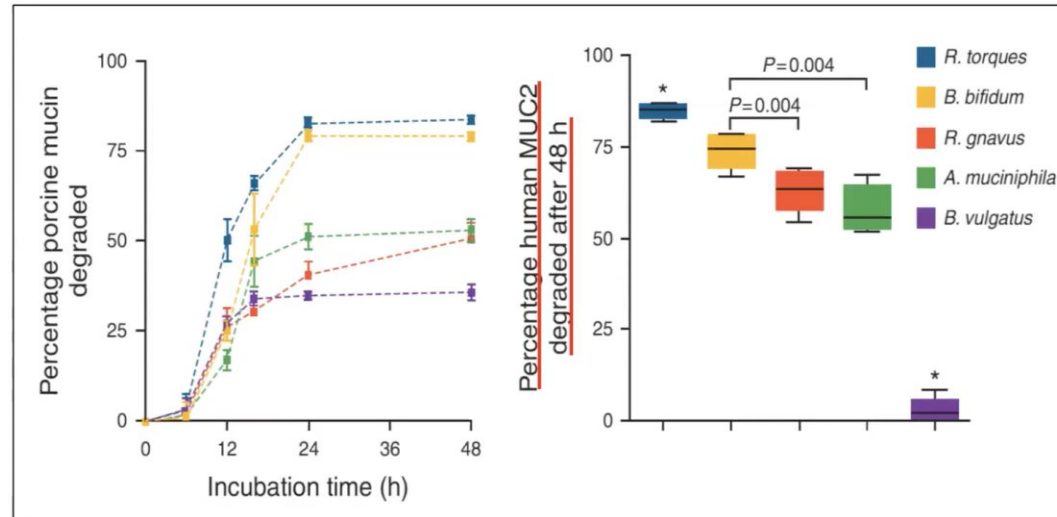 100
75
50
25
0
Percentage porcine mucin
degraded
0
12
24
36
48
Incubation time (h)
100
75
50
25
0
Percentage human MUC2
degraded after 48 h
*
P=0.004
P=0.004
*
R. torques
B. bifidum
R. gnavus
A. muciniphila
B. vulgatus